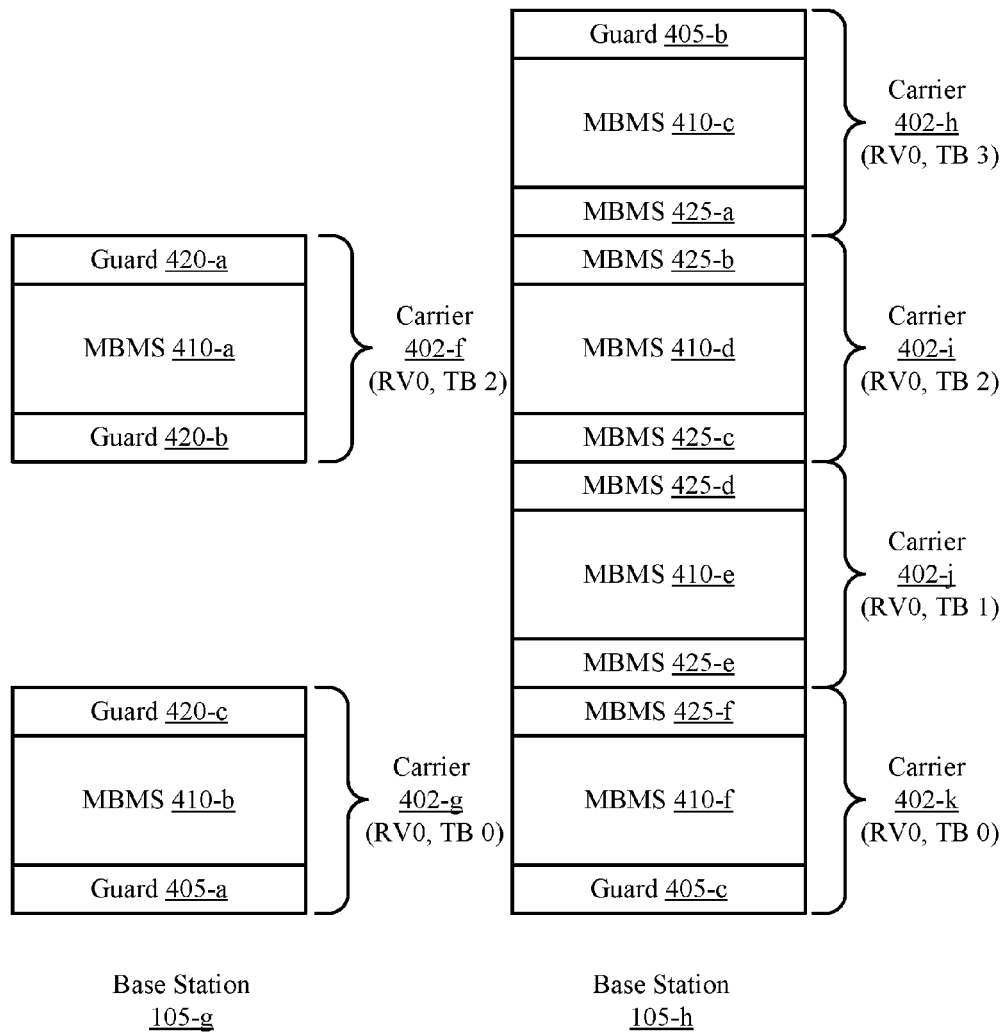 Guard 420-a
MBMS 410-a
Guard 420-b
Carrier
402-f
(RV0, TB 2)
Guard 420-c
MBMS 410-b
Guard 405-a
Carrier
402-g
(RV0, TB 0)
Base Station
105-g
Guard 405-b
MBMS 410-c
MBMS 425-a
Carrier
402-h
(RV0, TB 3)
MBMS 425-b
MBMS 410-d
MBMS 425-c
Carrier
402-i
(RV0, TB 2)
MBMS 425-d
MBMS 410-e
MBMS 425-e
Carrier
402-j
(RV0, TB 1)
MBMS 425-f
MBMS 410-f
Guard 405-c
Carrier
402-k
(RV0, TB 0)
Base Station
105-h